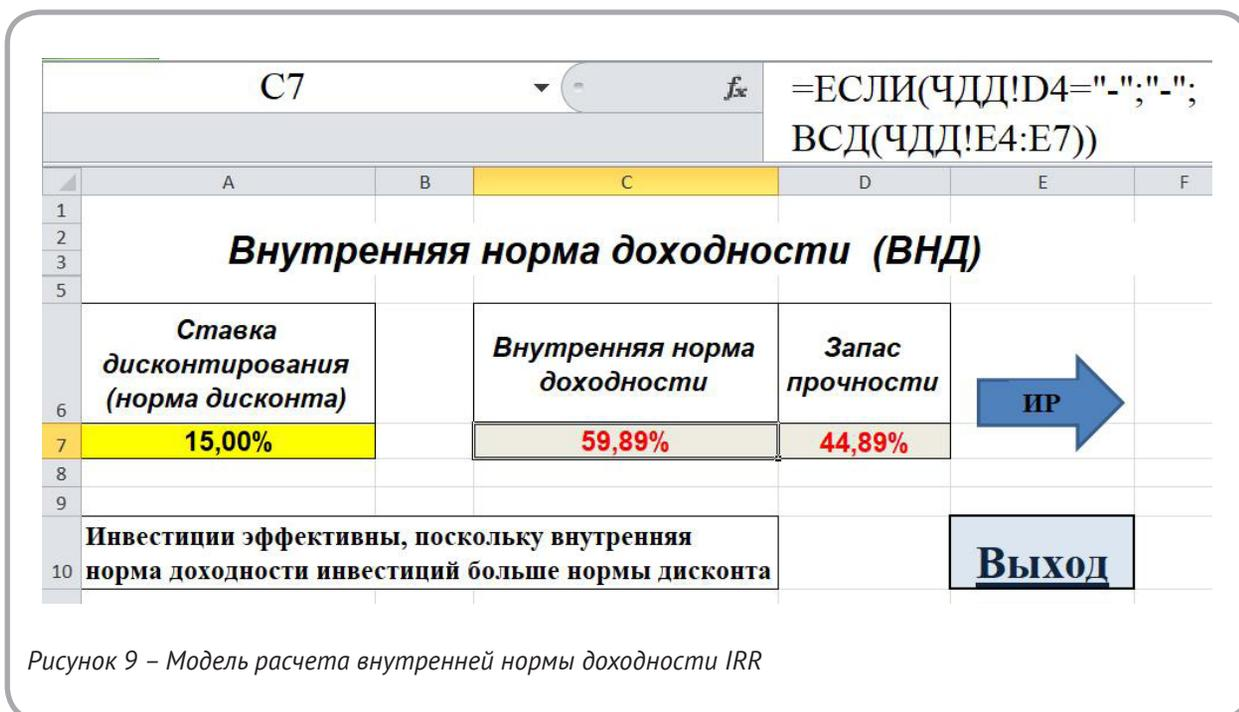 C7 fx =ЕСЛИ(ЧДД!D4="-";"-";
ВСД(ЧДД!E4:E7))
A B C D E F
1
2
3
Внутренняя норма доходности (ВНД)
5
Ставка
дисконтирования
(норма дисконта)
Внутренняя норма
доходности
Запас
прочности
ИР
6
7 15,00% 59,89% 44,89%
8
9
Инвестиции эффективны, поскольку внутренняя
10 норма доходности инвестиций больше нормы дисконта
Выход
Рисунок 9 – Модель расчета внутренней нормы доходности IRR